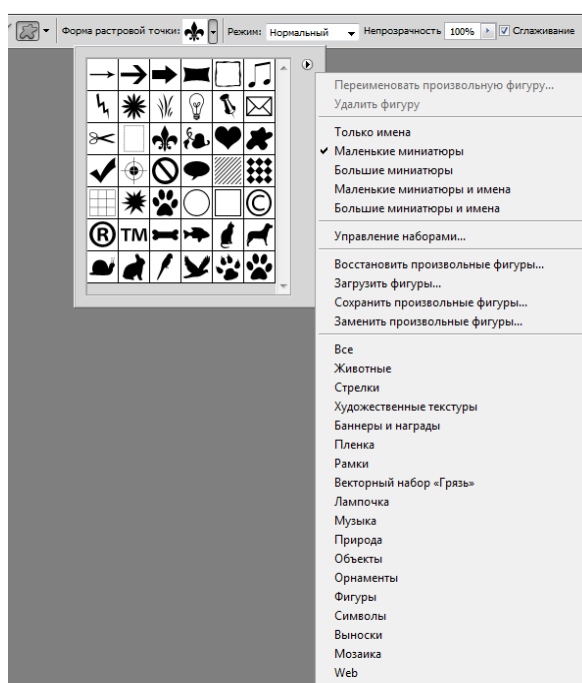 Форма растровой точки: Режим: Нормальный Непрозрачность 100% Сглаживание
Переименовать произвольную фигуру...
Удалить фигуру
Только имена
Маленькие миниатюры
Большие миниатюры
Маленькие миниатюры и имена
Большие миниатюры и имена
Управление наборами...
Восстановить произвольные фигуры...
Загрузить фигуры...
Сохранить произвольные фигуры...
Заменить произвольные фигуры...
Все
Животные
Стрелки
Художественные текстуры
Баннеры и награды
Пленка
Рамки
Векторный набор «Грязь»
Лампочка
Музыка
Природа
Объекты
Орнаменты
Фигуры
Символы
Выноски
Мозаика
Web
©
® TM